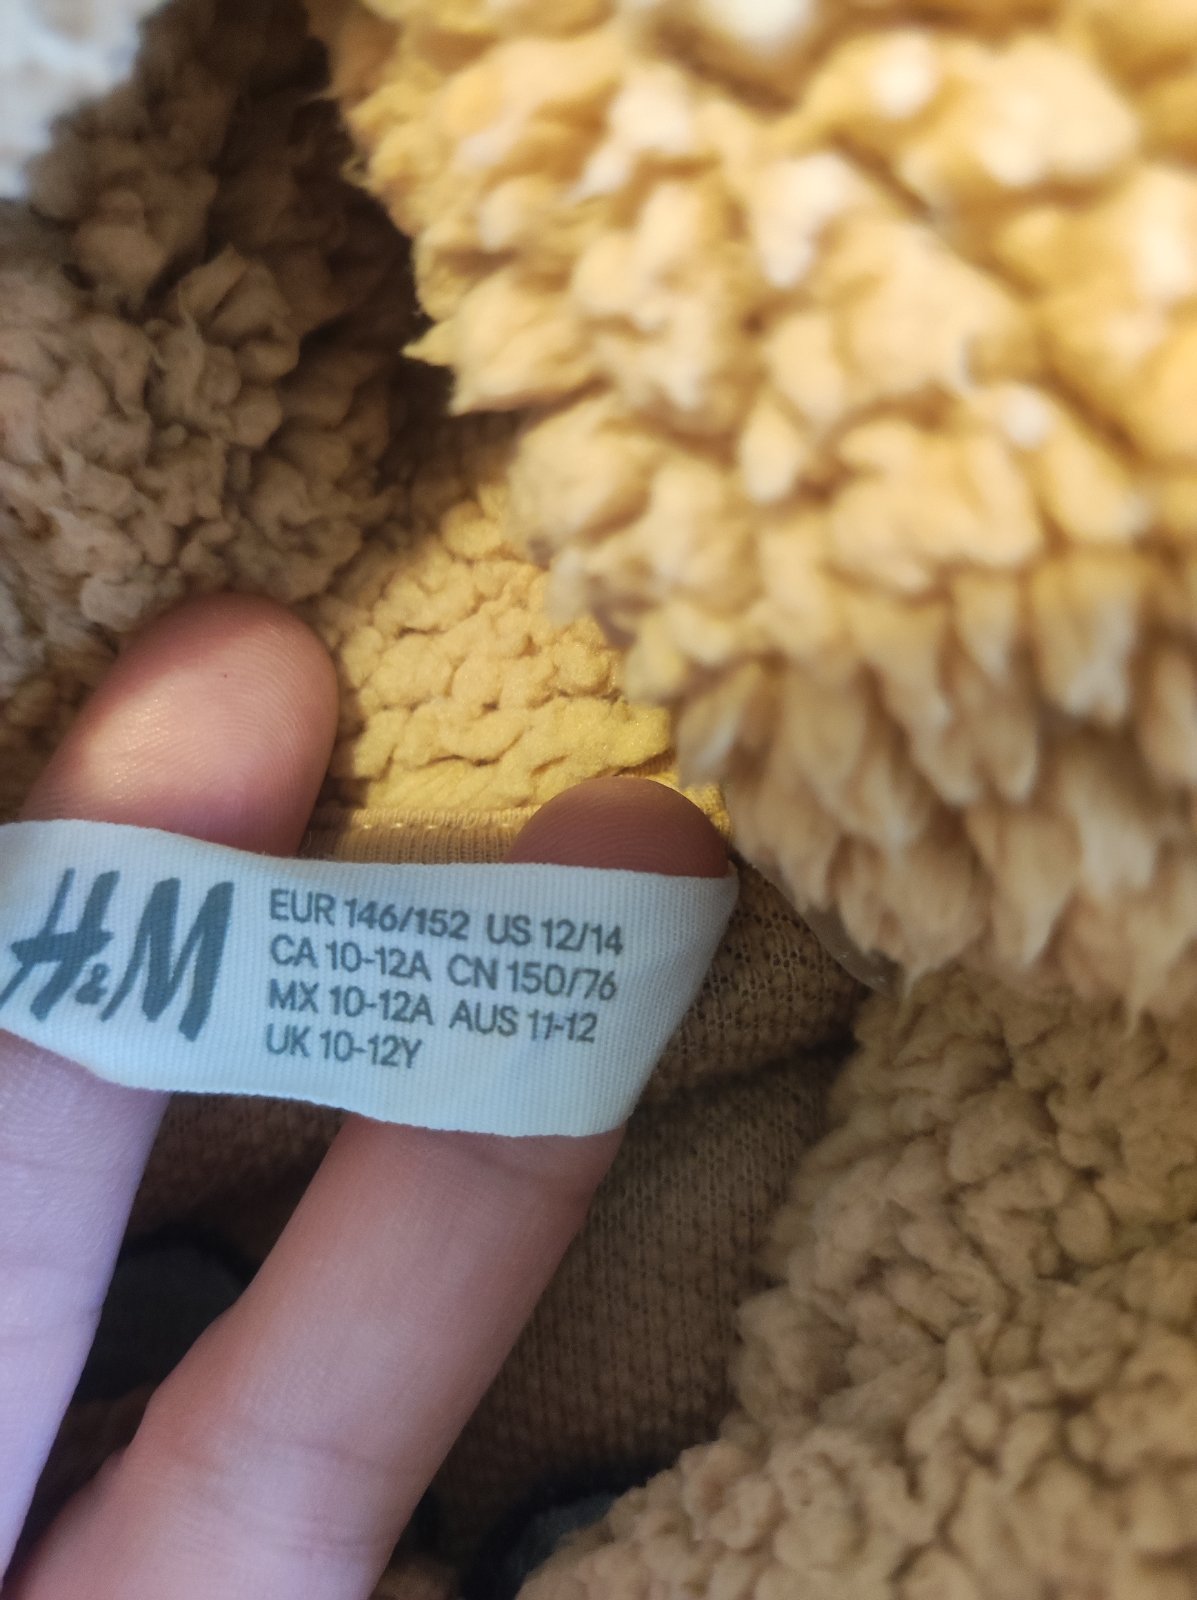 H&M
EUR 146/152 US 12/14
CA 10-12A CN 150/76
MX 10-12A AUS 11-12
UK 10-12Y